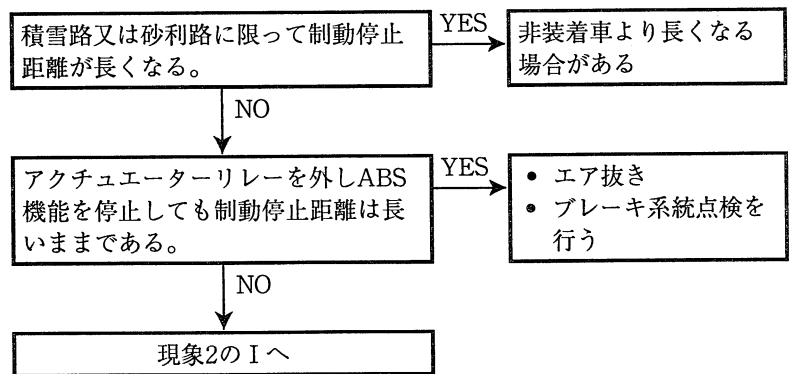 積雪路又は砂利路に限って制動停止
距離が長くなる。
YES
非装着車より長くなる
場合がある
NO
アクチュエーターリレーを外しABS
機能を停止しても制動停止距離は長
いままである。
YES
• エア抜き
• ブレーキ系統点検を
行う
NO
現象2のⅠへ